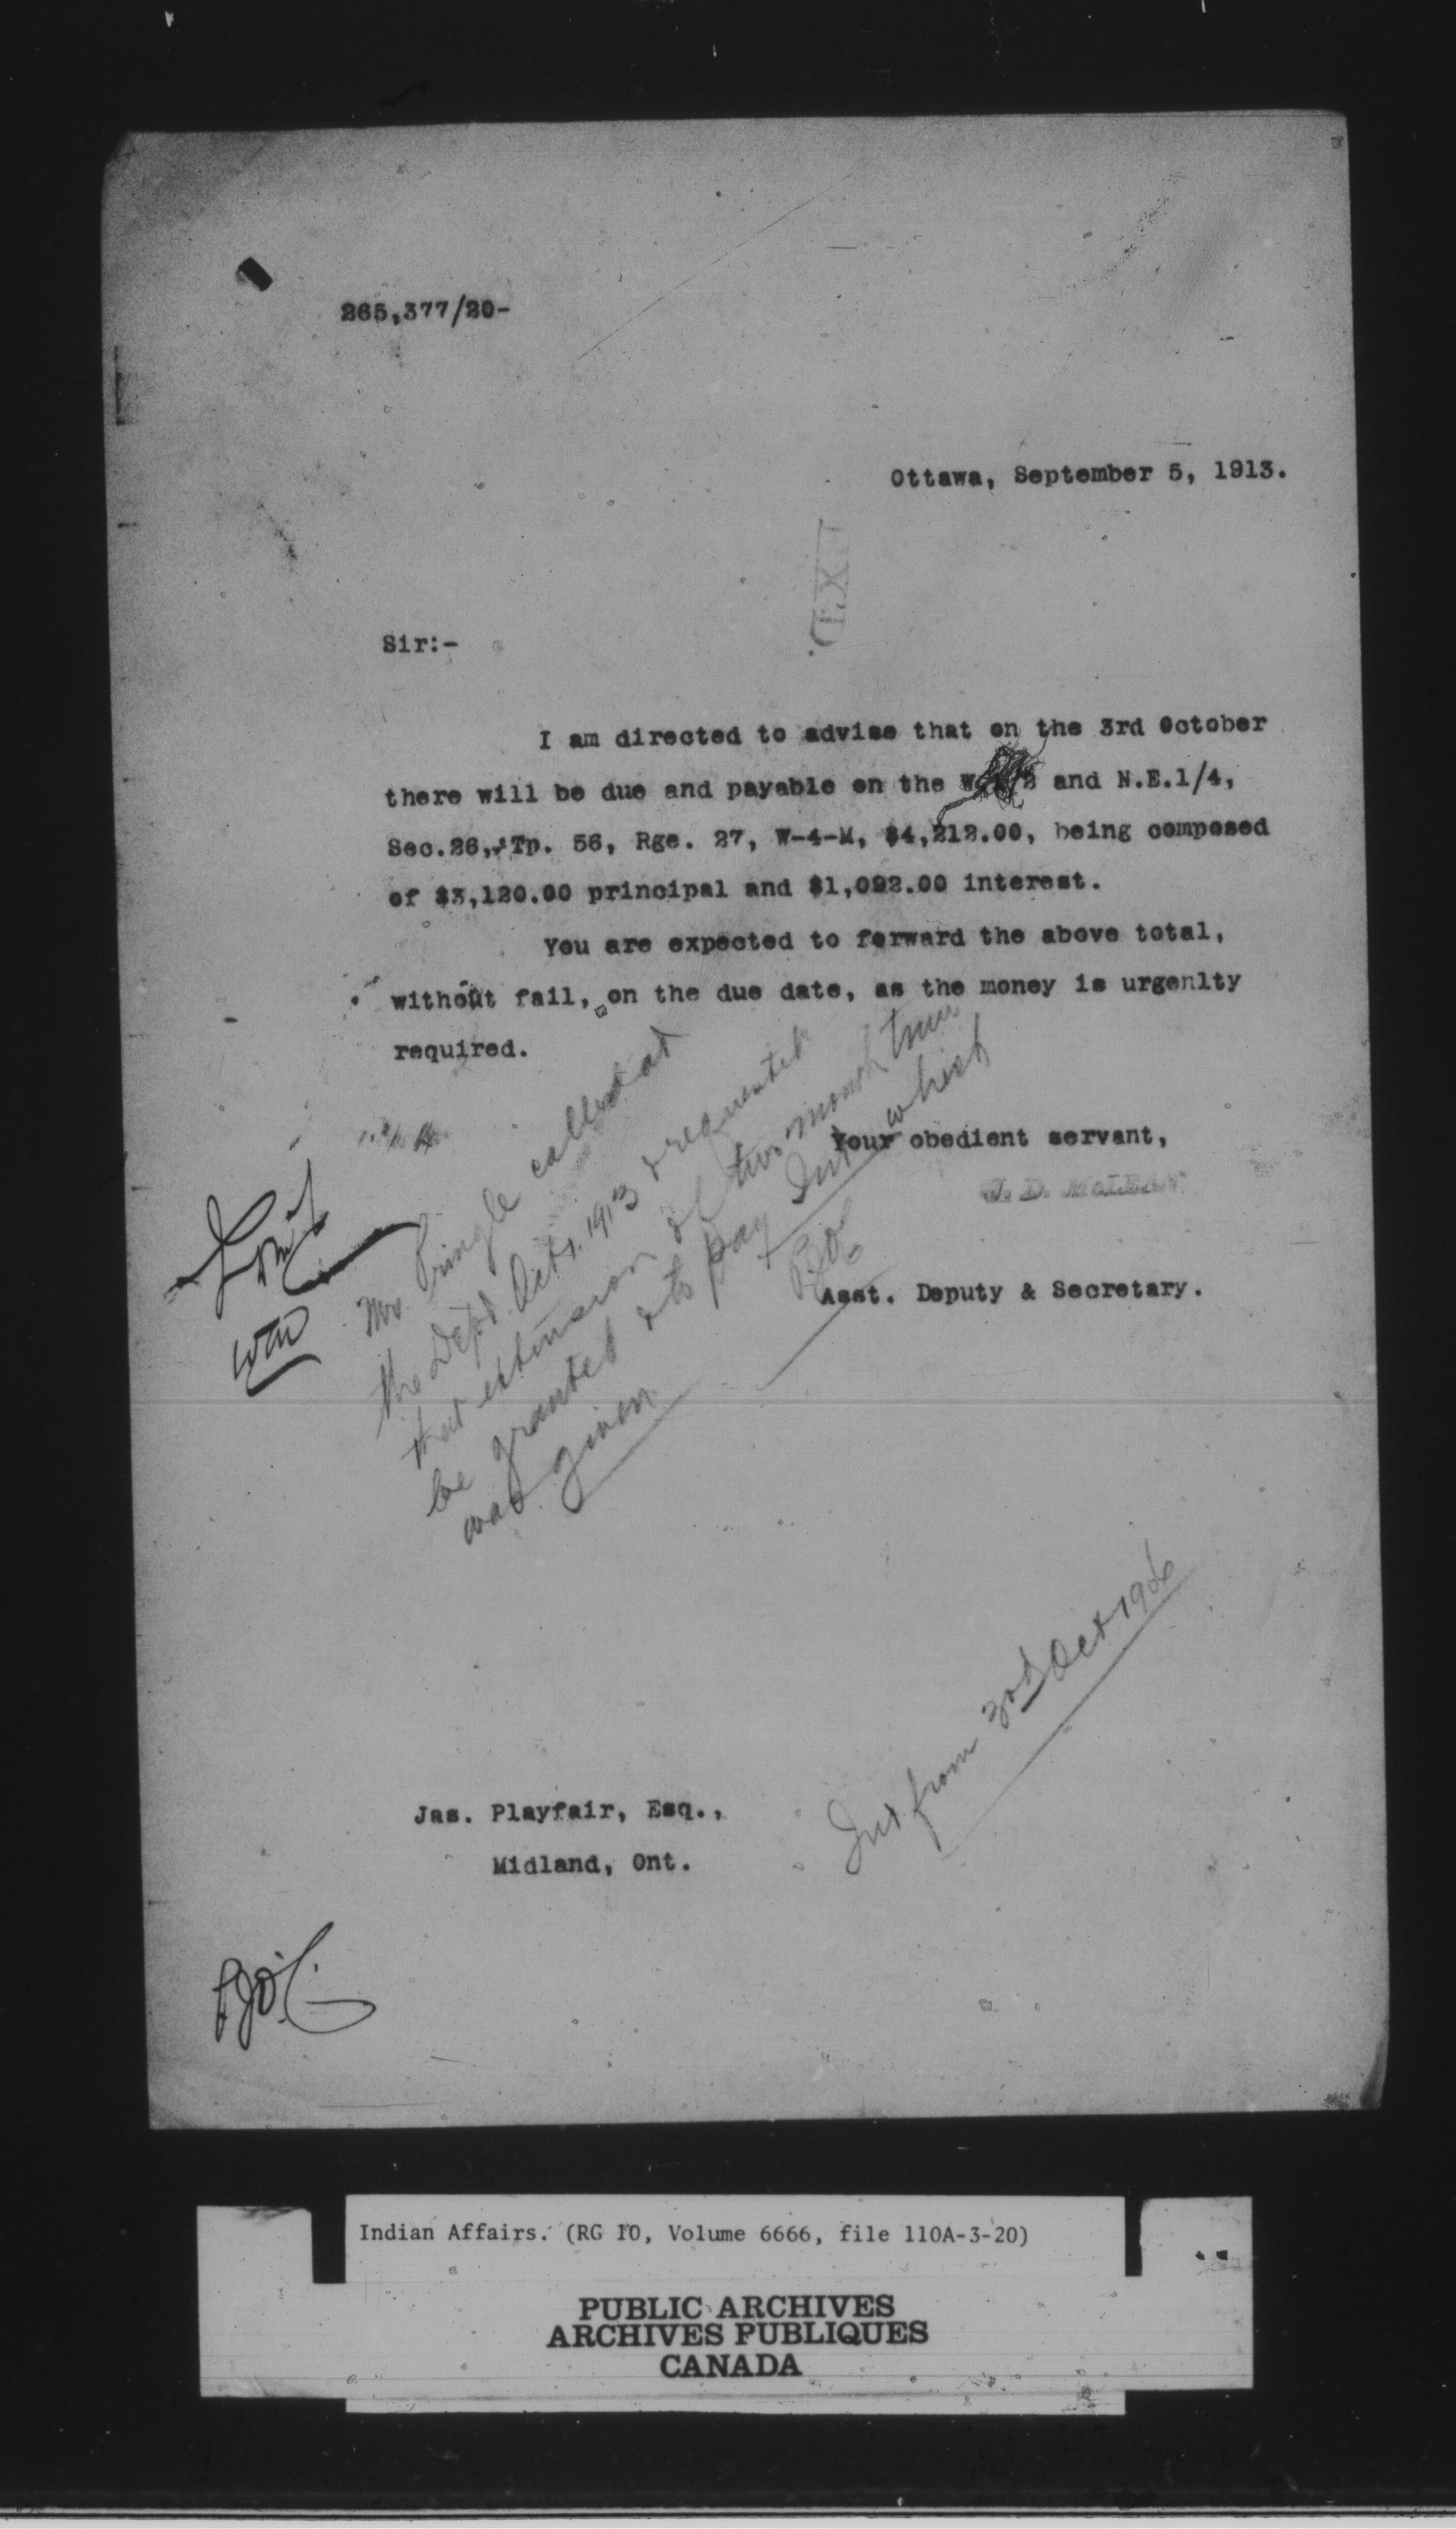 265,377/20-
Ottawa, September 5, 1913.
Sir:-
I am directed to advise that on the 3rd October
there will be due and payable on the W. 1/2 and N.E.1/4,
Sec.26, Tp. 56, Rge. 27, W-4-M, $4,212.00, being composed
of $3,120.00 principal and $1,092.00 interest.
You are expected to forward the above total,
without fail, on the due date, as the money is urgenlty
required.
Your obedient servant,
J. D. McLEAN
Asst. Deputy & Secretary.
Mr. Pringle called at
the Dept. Oct 1. 1913 & requested
that extension of two month time
be granted & to pay Int which
was given
Int from 3rd Oct 1906
Jas. Playfair, Esq.,
Midland, Ont.
Indian Affairs. (RG 10, Volume 6666, file 110A-3-20)
PUBLIC ARCHIVES
ARCHIVES PUBLIQUES
CANADA